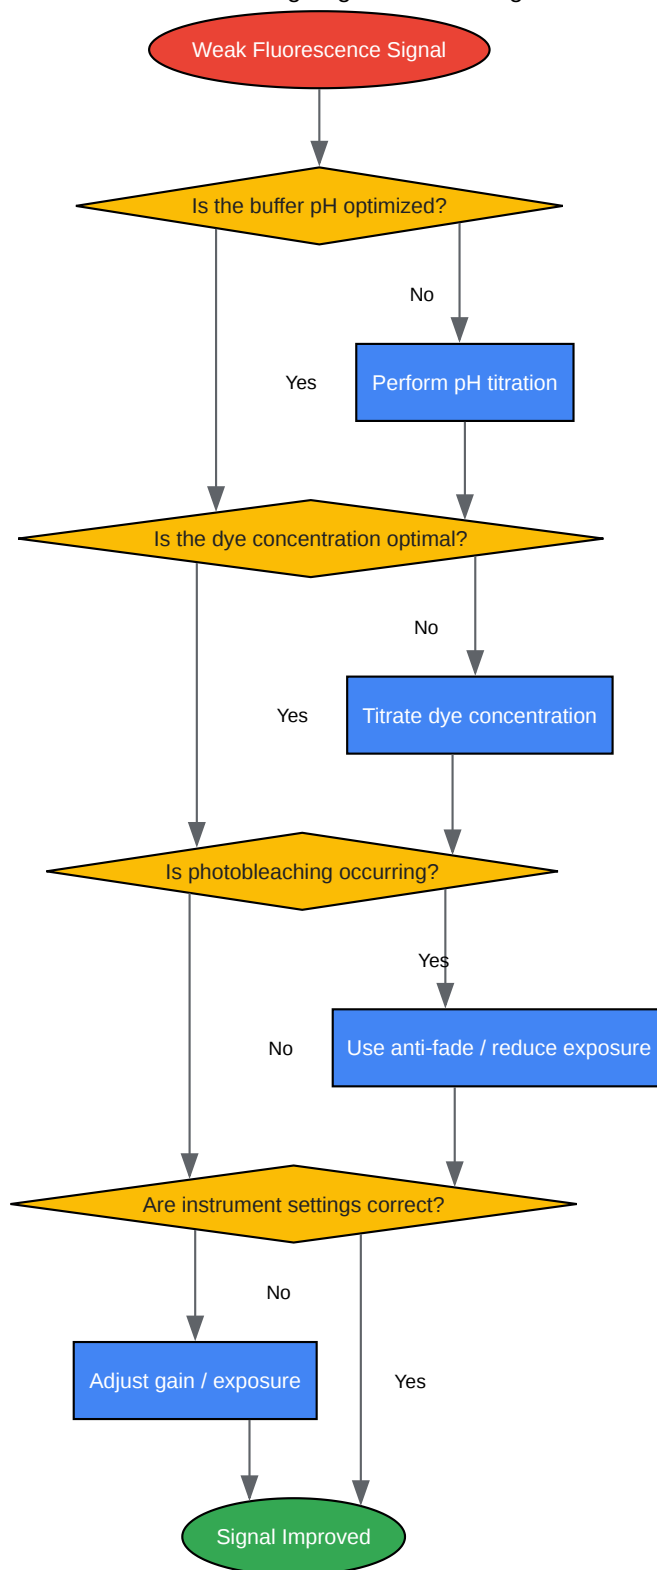 Weak Fluorescence Signal
Is the buffer pH optimized?
No
Yes
Perform pH titration
Is the dye concentration optimal?
No
Yes
Titrate dye concentration
Is photobleaching occurring?
Yes
No
Use anti-fade / reduce exposure
Are instrument settings correct?
No
Adjust gain / exposure
Yes
Signal Improved